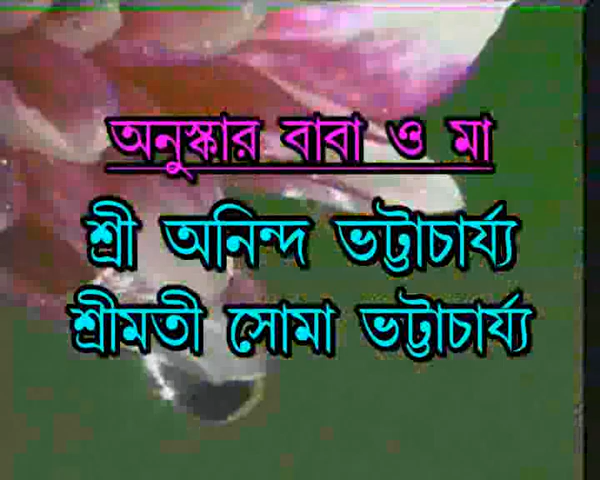 অনুস্কার বাবা ও মা
শ্রী অনিন্দ ভট্টাচার্য্য
শ্রীমতী সোমা ভট্টাচার্য্য